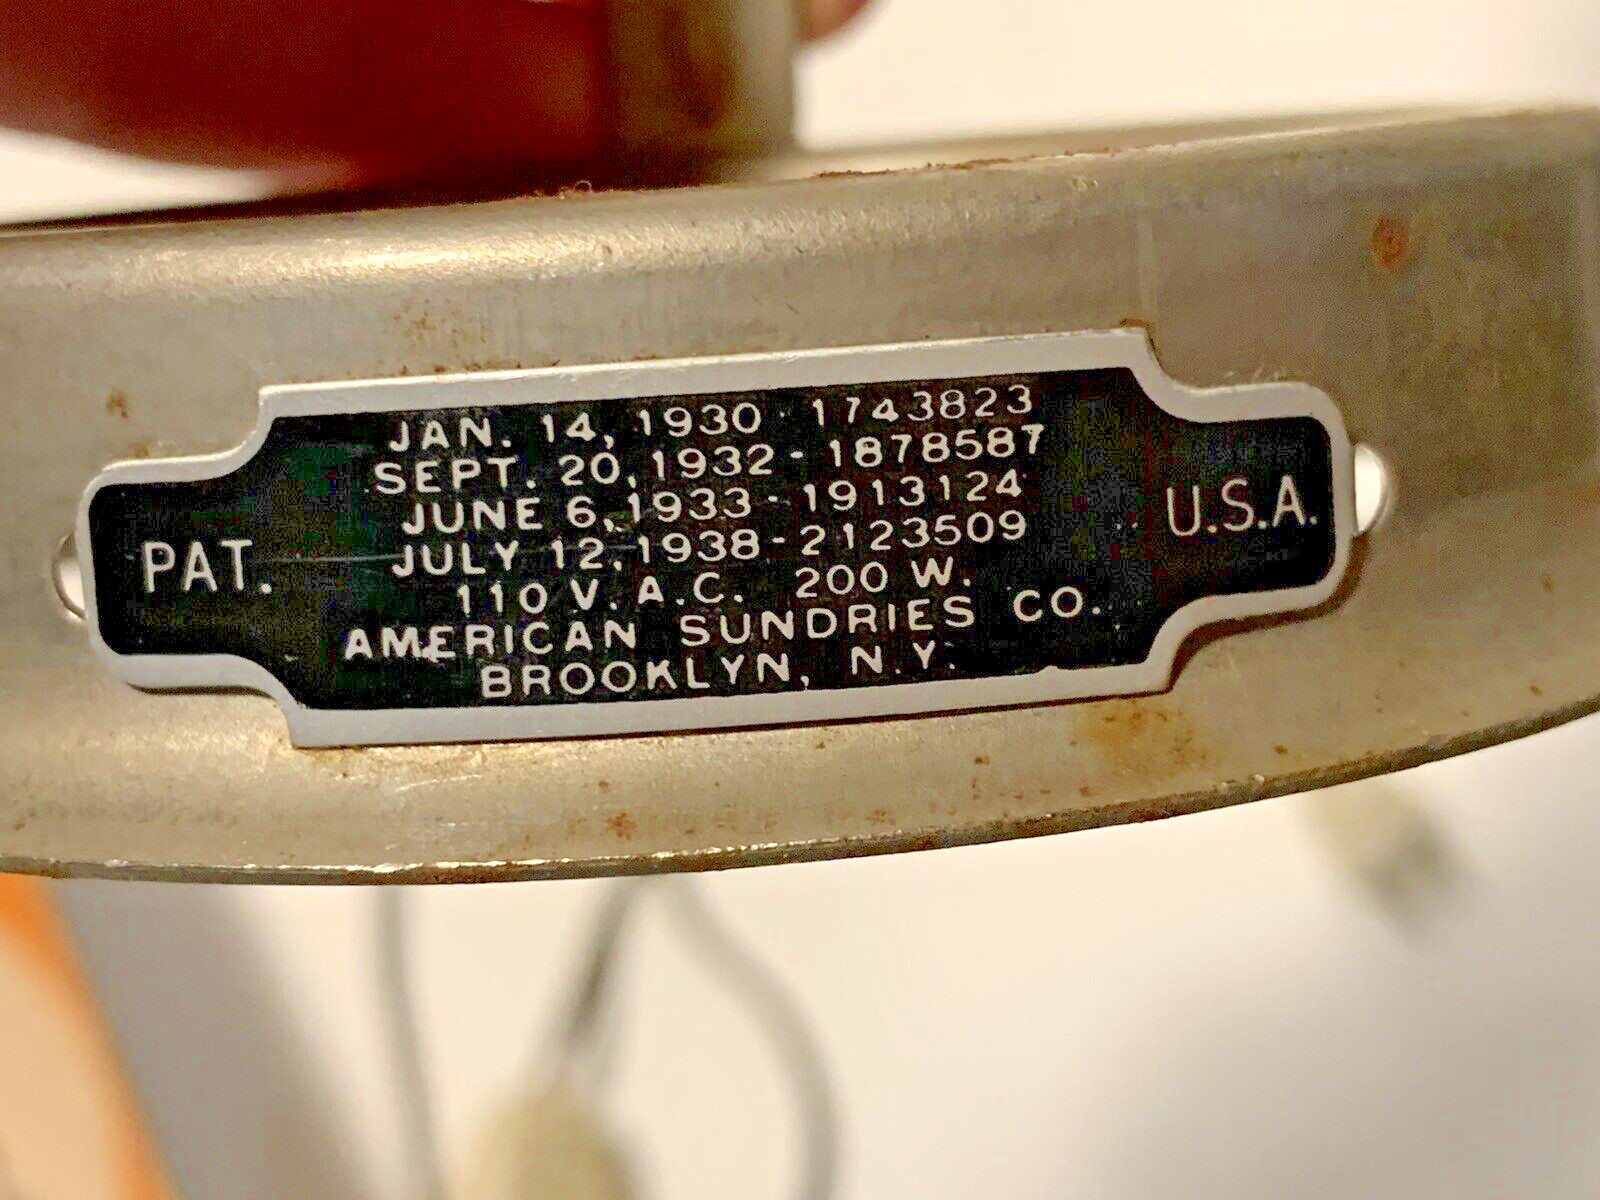 JAN. 14, 1930 - 1743823
SEPT. 20, 1932 - 1878587
JUNE 6, 1933 - 1913124
JULY 12, 1938 - 2123509
PAT.
U.S.A.
110 V. A.C. 200 W.
AMERICAN SUNDRIES CO.
BROOKLYN, N.Y.